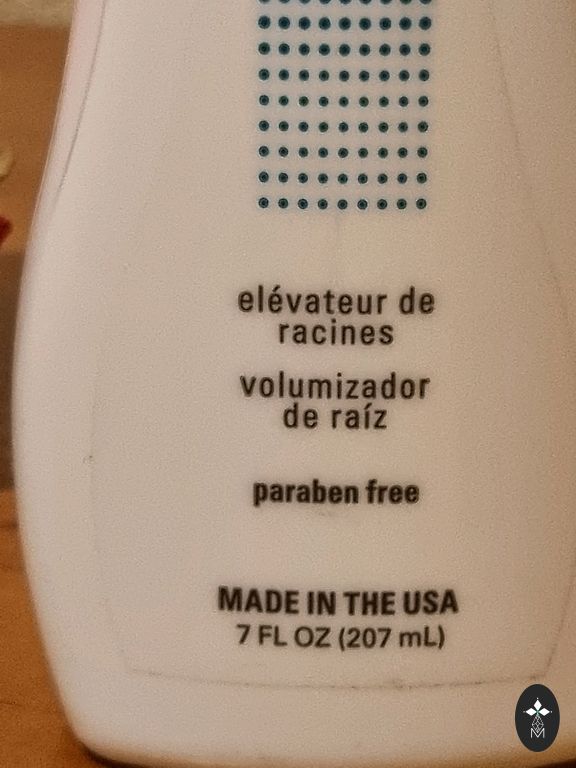 elévateur de
racines
volumizador
de raíz
paraben free
MADE IN THE USA
7 FL OZ (207 mL)